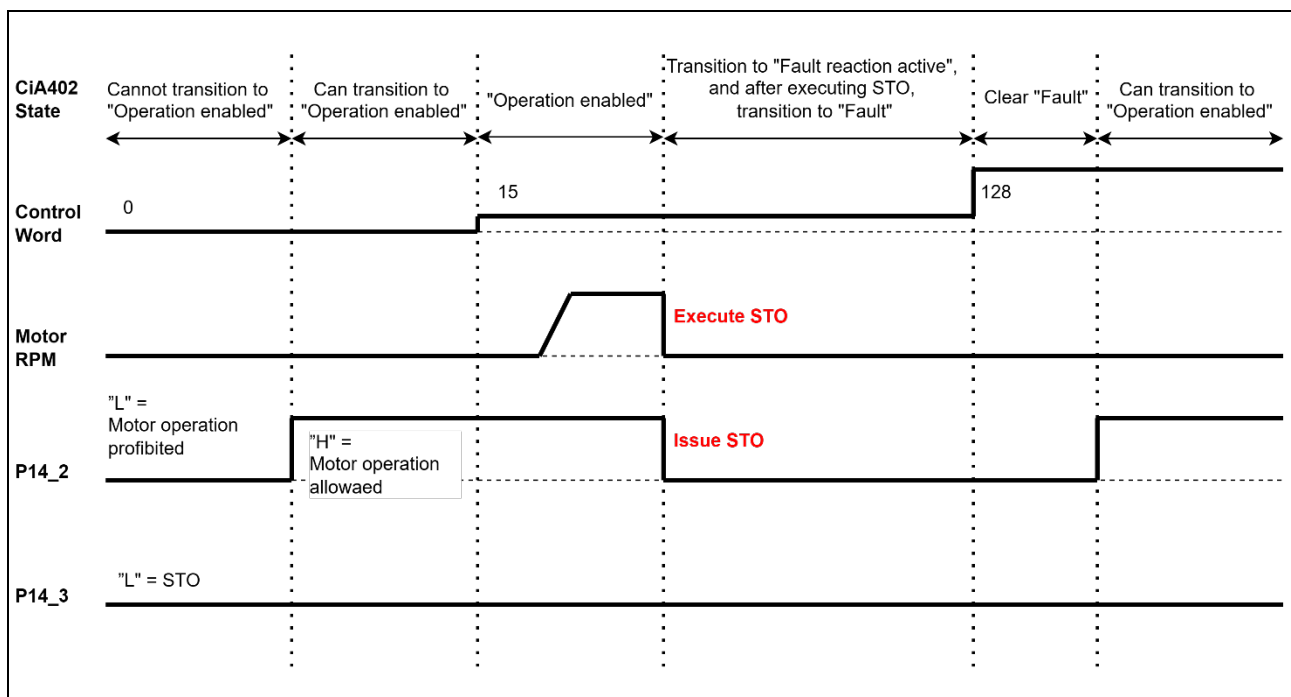 CiA402
State
Cannot transition to
"Operation enabled"
Can transition to
"Operation enabled"
"Operation enabled"
Transition to "Fault reaction active",
and after executing STO,
transition to "Fault"
Clear "Fault"
Can transition to
"Operation enabled"
Control
Word
0
15
128
Motor
RPM
Execute STO
P14_2
"L" =
Motor operation
profibited
"H" =
Motor operation
allowaed
Issue STO
P14_3
"L" = STO